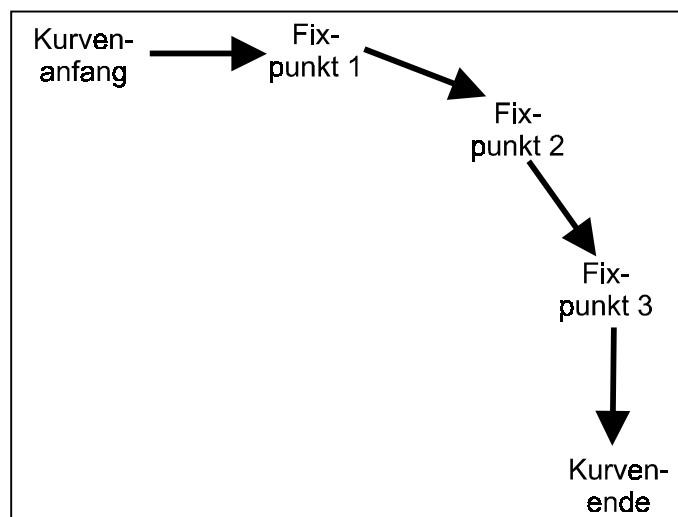 Kurven-
anfang
Fix-
punkt 1
Fix-
punkt 2
Fix-
punkt 3
Kurven-
ende